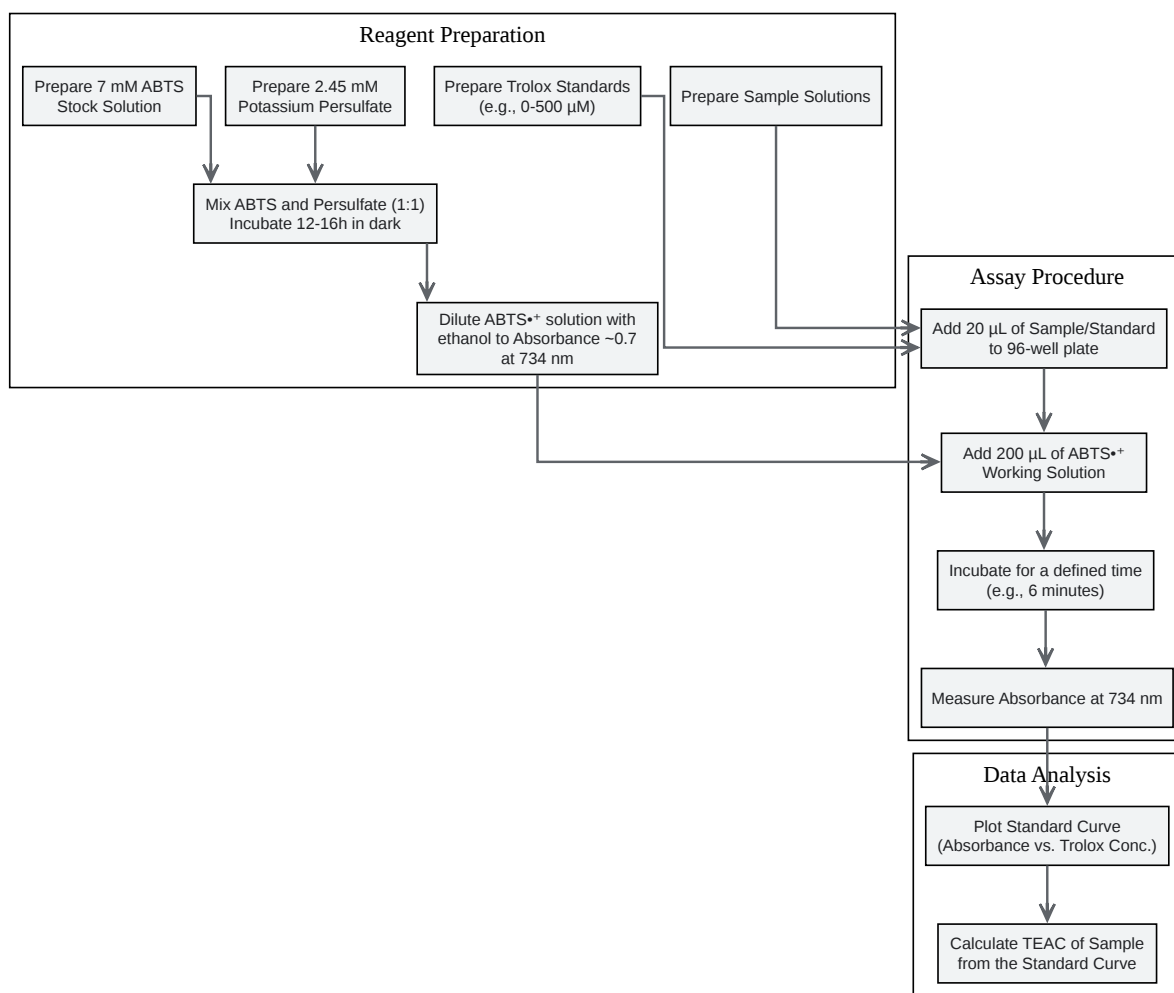 Reagent Preparation
Prepare 7 mM ABTS
Stock Solution
Prepare 2.45 mM
Potassium Persulfate
Prepare Trolox Standards
(e.g., 0-500 µM)
Prepare Sample Solutions
Mix ABTS and Persulfate (1:1)
Incubate 12-16h in dark
Dilute ABTS•⁺ solution with
ethanol to Absorbance ~0.7
at 734 nm
Assay Procedure
Add 20 µL of Sample/Standard
to 96-well plate
Add 200 µL of ABTS•⁺
Working Solution
Incubate for a defined time
(e.g., 6 minutes)
Measure Absorbance at 734 nm
Data Analysis
Plot Standard Curve
(Absorbance vs. Trolox Conc.)
Calculate TEAC of Sample
from the Standard Curve